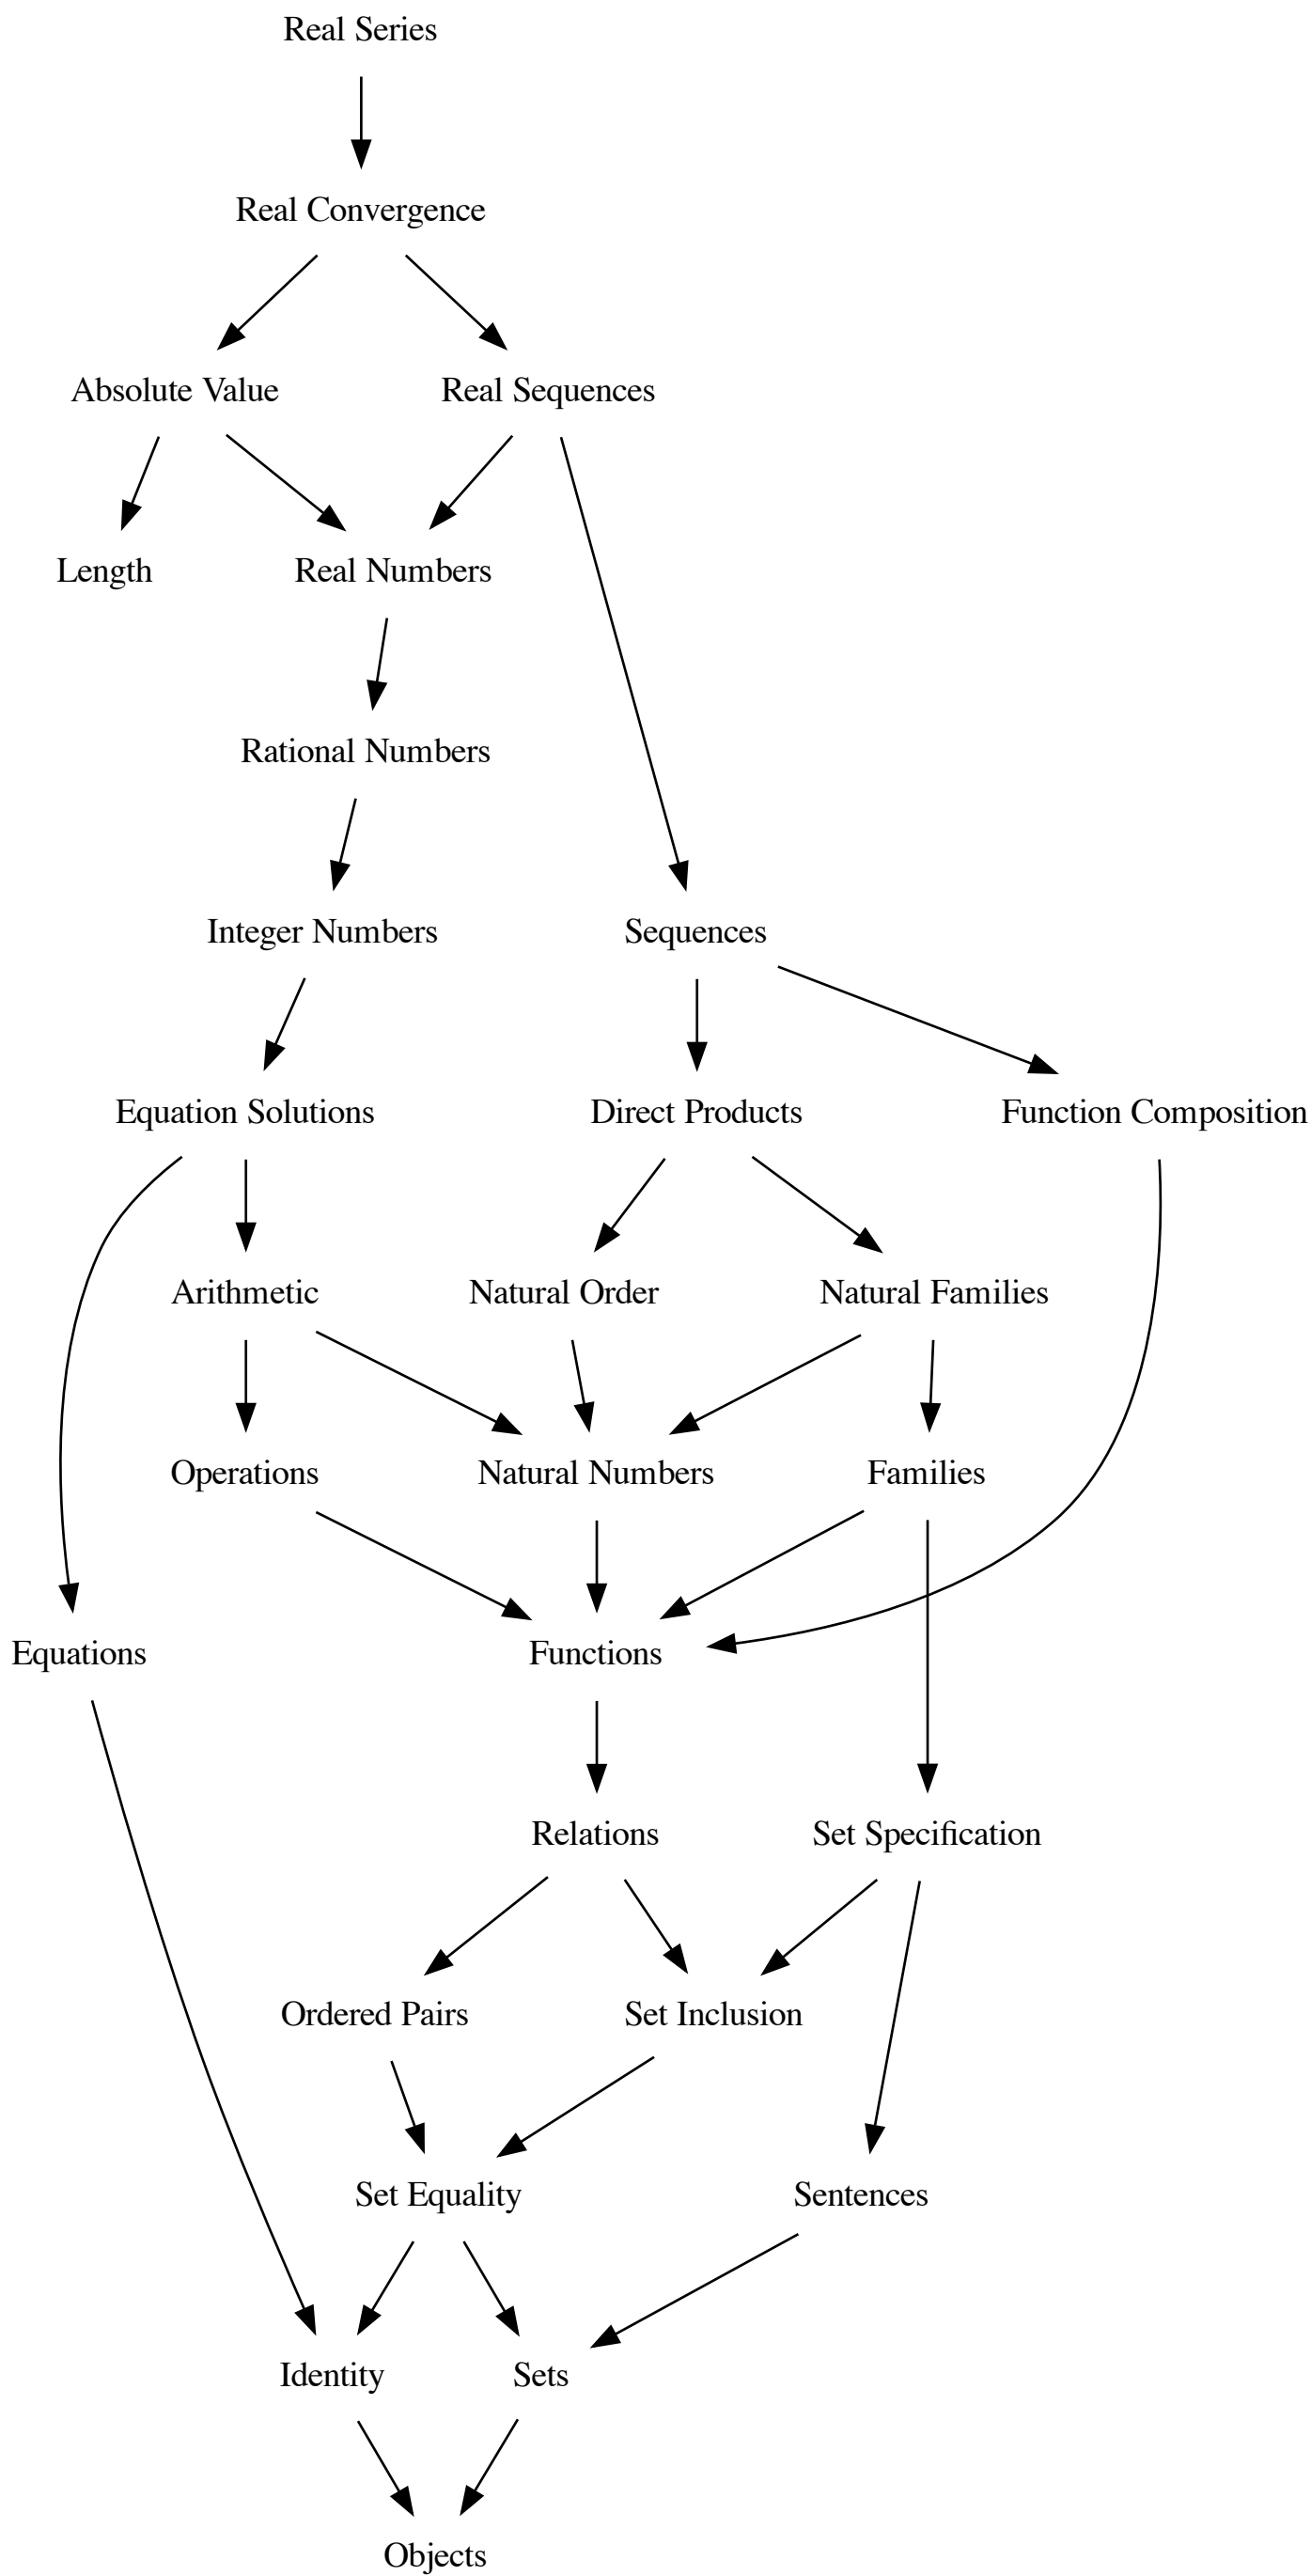 Real Series
Real Convergence
Absolute Value
Real Sequences
Length
Real Numbers
Rational Numbers
Integer Numbers
Sequences
Equation Solutions
Direct Products
Function Composition
Arithmetic
Natural Order
Natural Families
Operations
Natural Numbers
Families
Equations
Functions
Relations
Set Specification
Ordered Pairs
Set Inclusion
Set Equality
Sentences
Identity
Sets
Objects